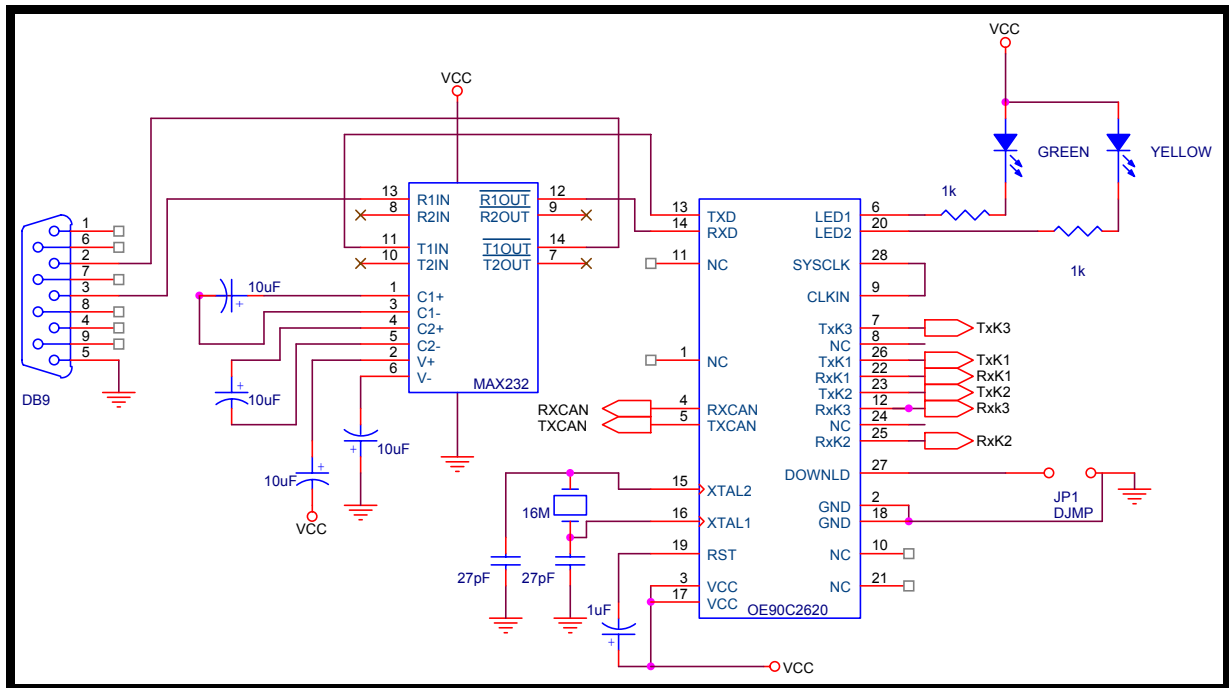 VCC
VCC
GREEN
YELLOW
1k
1k
DB9
1
6
2
7
3
8
4
9
5
13 R1IN
8 R2IN
11 T1IN
10 T2IN
1 C1+
3 C1-
4 C2+
5 C2-
2 V+
6 V-
R1OUT 12
R2OUT 9
T1OUT 14
T2OUT 7
MAX232
10uF
10uF
10uF
10uF
VCC
13 TXD
14 RXD
11 NC
1 NC
RXCAN 4 RXCAN
TXCAN 5 TXCAN
15 XTAL2
16 XTAL1
19 RST
3 VCC
17 VCC
LED1 6
LED2 20
SYSCLK 28
CLKIN 9
TxK3 7 TxK3
NC 8
TxK1 26 TxK1
RxK1 22 RxK1
TxK2 23 TxK2
RxK3 12 Rxk3
NC 24
RxK2 25 RxK2
DOWNLD 27
GND 2
GND 18
NC 10
NC 21
OE90C2620
JP1
DJMP
16M
27pF
27pF
1uF
VCC